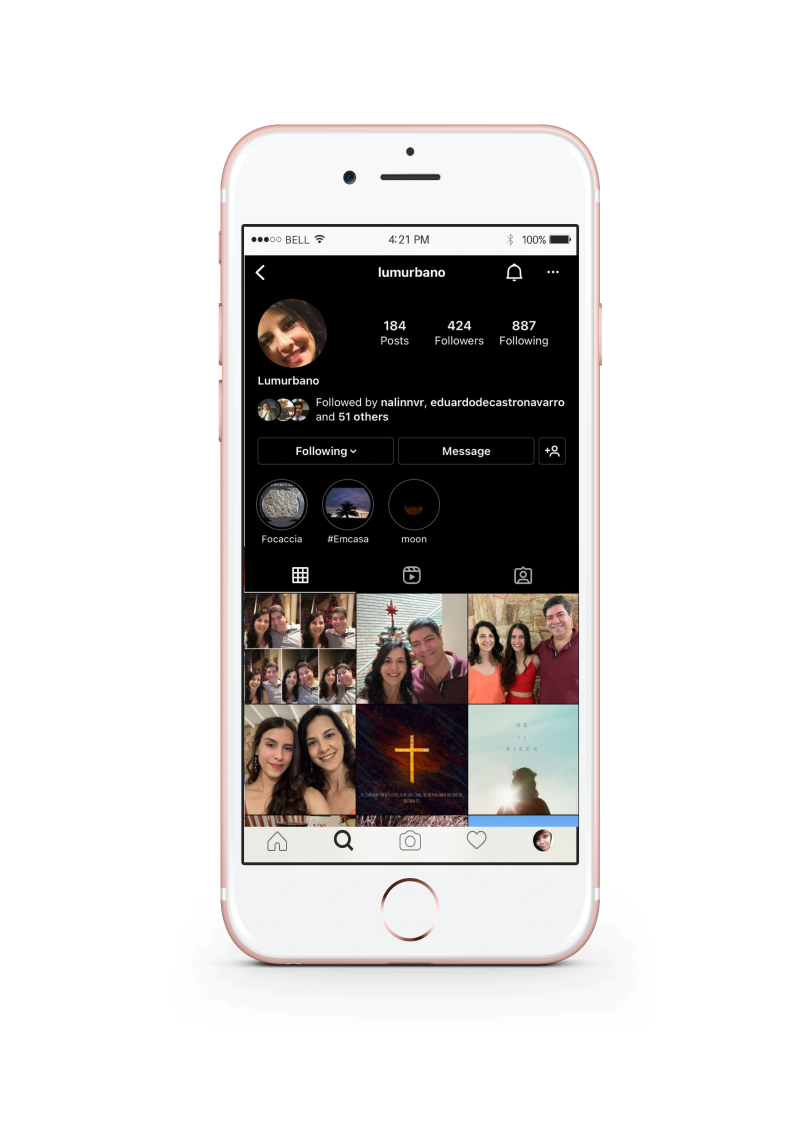 BELL
4:21 PM
100%
lumurbano
184 424 887
Posts Followers Following
Lumurbano
Followed by nalinnvr, eduardodecastronavarro
and 51 others
Following Message
Focaccia #Emcasa moon
HE
is
RISEN